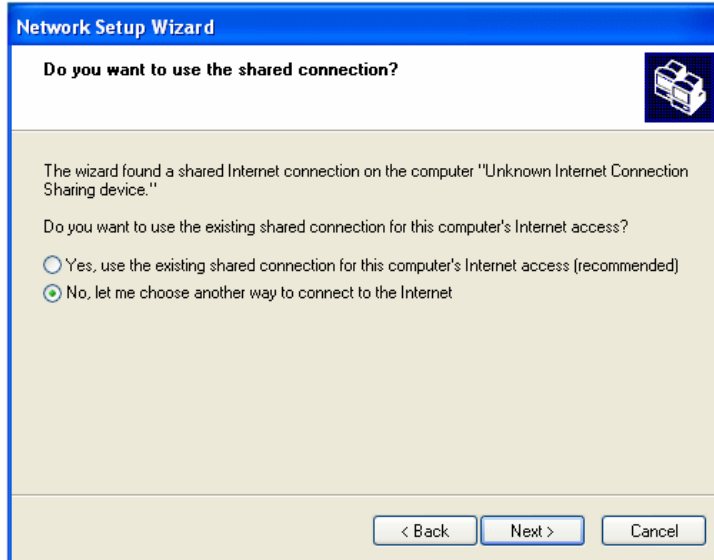 Network Setup Wizard
Do you want to use the shared connection?
The wizard found a shared Internet connection on the computer "Unknown Internet Connection
Sharing device."
Do you want to use the existing shared connection for this computer's Internet access?
Yes, use the existing shared connection for this computer's Internet access (recommended)
No, let me choose another way to connect to the Internet
< Back Next > Cancel